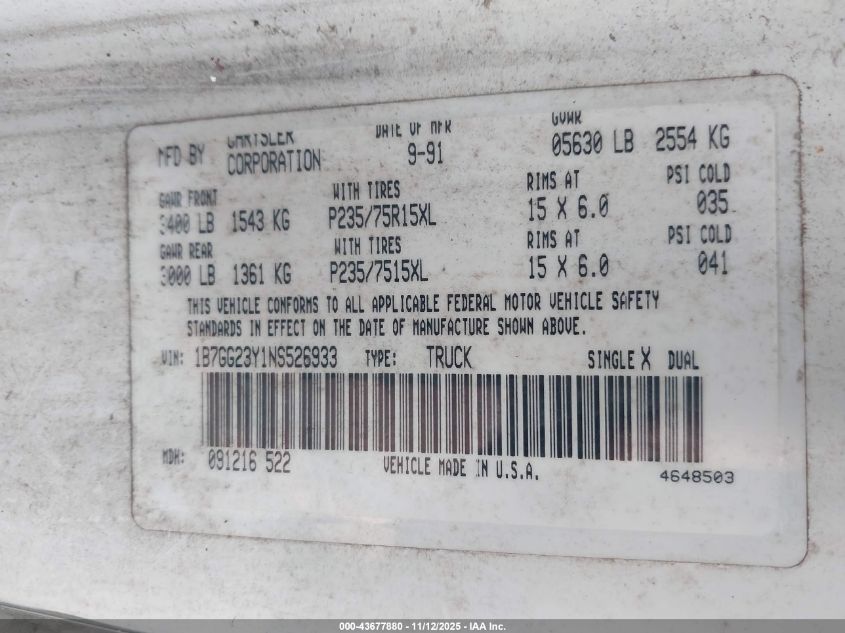 MFD BY CHRYSLER CORPORATION DATE OF MFR 9-91 GVWR 05630 LB 2554 KG
GAWR FRONT WITH TIRES RIMS AT PSI COLD
3400 LB 1543 KG P235/75R15XL 15 X 6.0 035
GAWR REAR WITH TIRES RIMS AT PSI COLD
3000 LB 1361 KG P235/7515XL 15 X 6.0 041
THIS VEHICLE CONFORMS TO ALL APPLICABLE FEDERAL MOTOR VEHICLE SAFETY
STANDARDS IN EFFECT ON THE DATE OF MANUFACTURE SHOWN ABOVE.
VIN: 1B7GG23Y1NS526933 TYPE: TRUCK SINGLE X DUAL
MDH: 091216 522 VEHICLE MADE IN U.S.A. 4648503
000-43677880 - 11/12/2025 - IAA Inc.